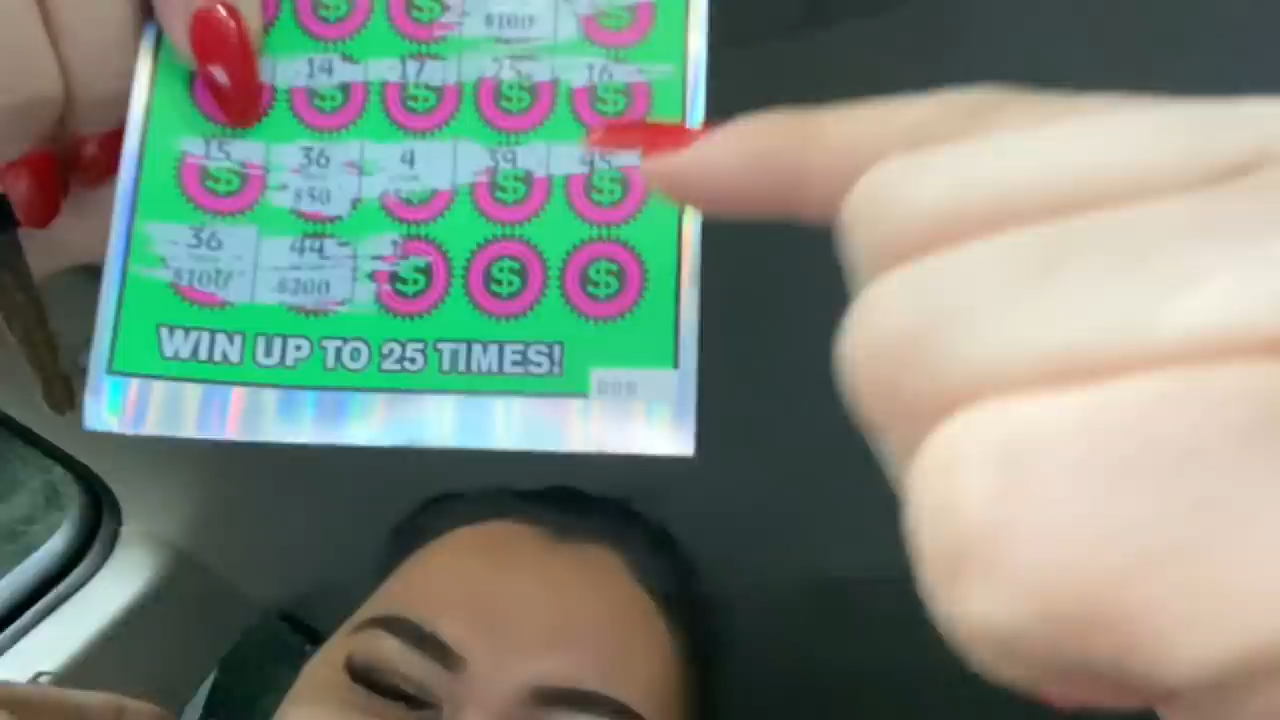 $ $ $100 $
14 17 25 16
$ $ $ $
15 36 4 39 45
$ $50 $ $ $
36 44 1
$100 $200 $ $ $
WIN UP TO 25 TIMES!